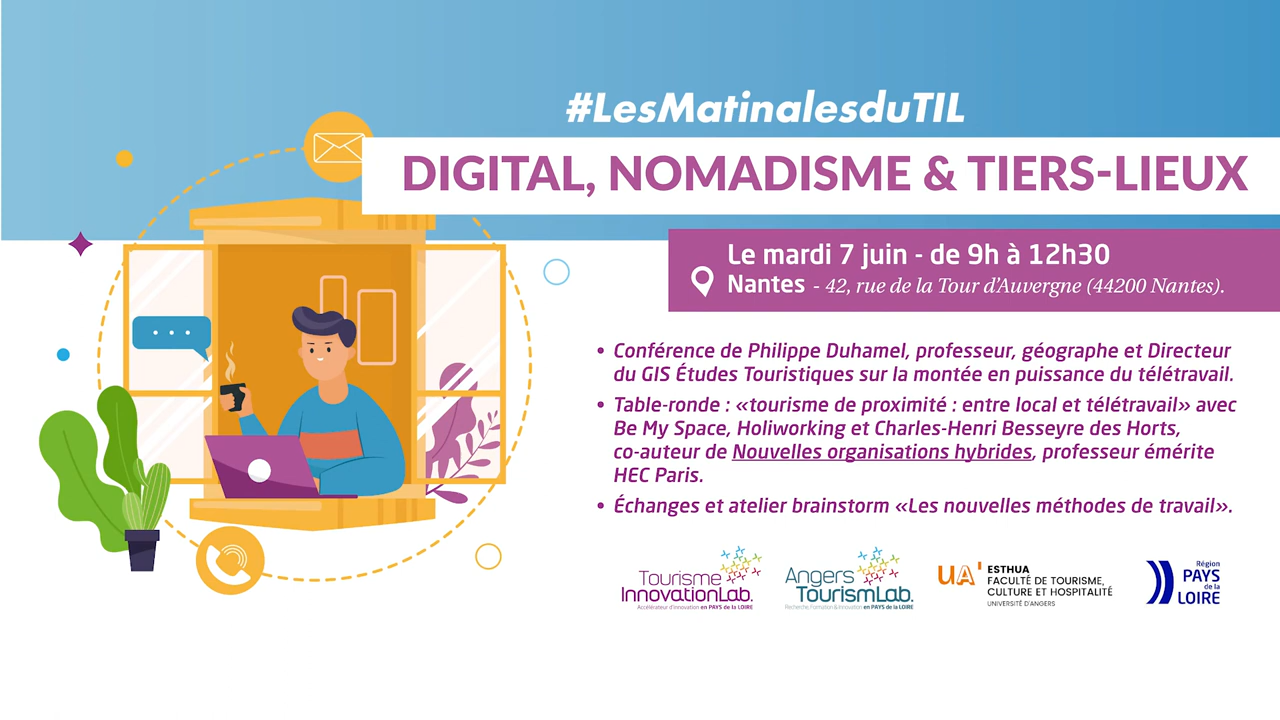 #LesMatinalesduTIL
DIGITAL, NOMADISME & TIERS-LIEUX
Le mardi 7 juin - de 9h à 12h30
Nantes - 42, rue de la Tour d'Auvergne (44200 Nantes).
• Conférence de Philippe Duhamel, professeur, géographe et Directeur
du GIS Études Touristiques sur la montée en puissance du télétravail.
• Table-ronde : «tourisme de proximité : entre local et télétravail» avec
Be My Space, Holiworking et Charles-Henri Besseyre des Horts,
co-auteur de Nouvelles organisations hybrides, professeur émérite
HEC Paris.
• Échanges et atelier brainstorm «Les nouvelles méthodes de travail».
Tourisme
InnovationLab.
Accélérateur d'innovation en PAYS de la LOIRE
Angers
TourismLab.
Recherche, Formation & Innovation en PAYS de la LOIRE
UA'
ESTHUA
FACULTÉ DE TOURISME,
CULTURE ET HOSPITALITÉ
UNIVERSITÉ D'ANGERS
Région
PAYS
de la
LOIRE